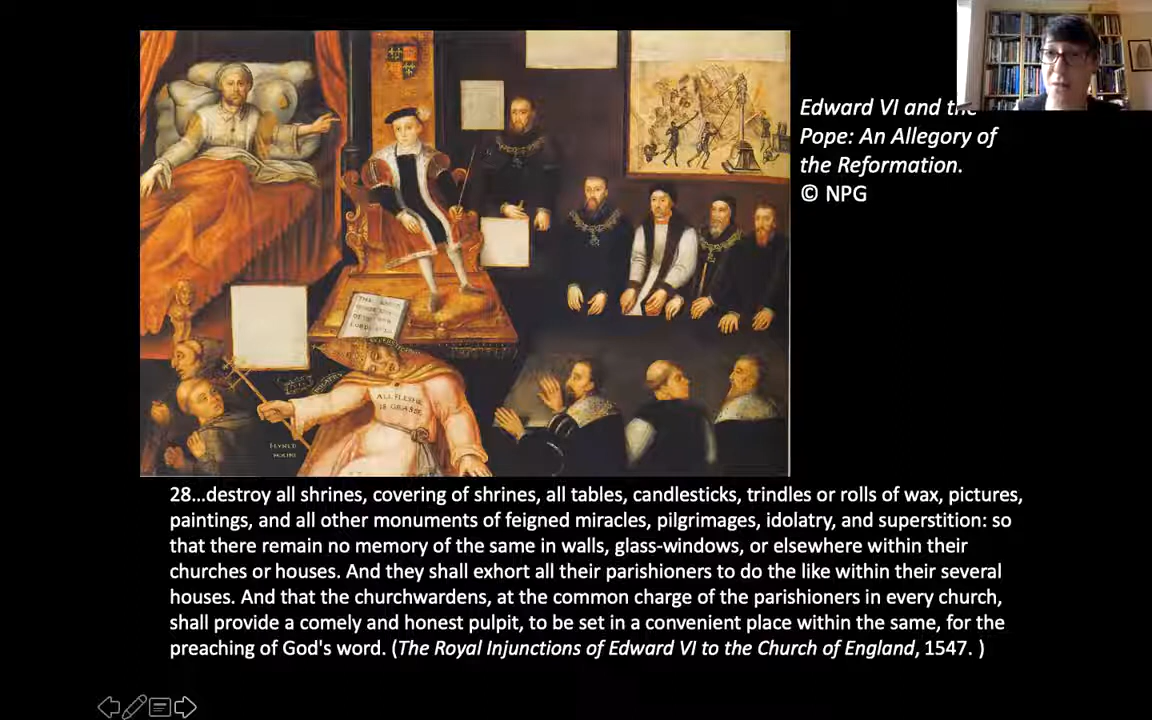 Edward VI and the
Pope: An Allegory of
the Reformation.
© NPG
ALL FLESHE
IS GRASSE
28...destroy all shrines, covering of shrines, all tables, candlesticks, trindles or rolls of wax, pictures,
paintings, and all other monuments of feigned miracles, pilgrimages, idolatry, and superstition: so
that there remain no memory of the same in walls, glass-windows, or elsewhere within their
churches or houses. And they shall exhort all their parishioners to do the like within their several
houses. And that the churchwardens, at the common charge of the parishioners in every church,
shall provide a comely and honest pulpit, to be set in a convenient place within the same, for the
preaching of God's word. (The Royal Injunctions of Edward VI to the Church of England, 1547. )